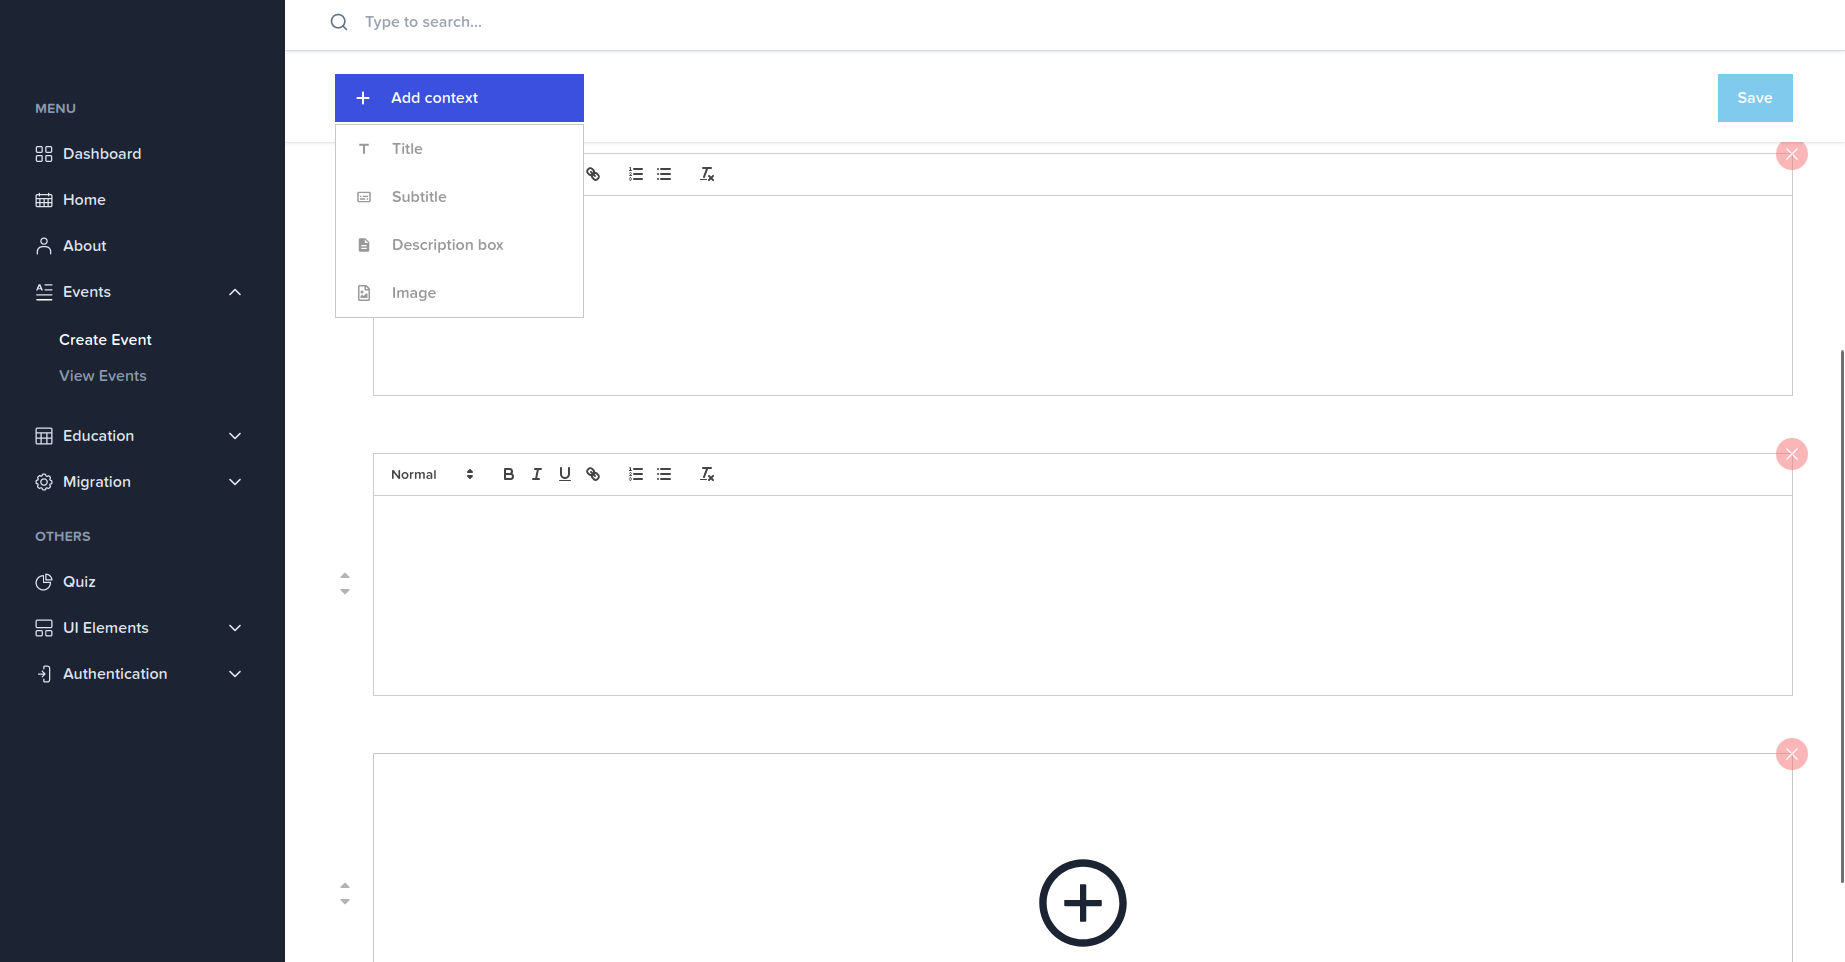 Type to search...
Add context
Save
MENU
Dashboard
Home
About
Events
Create Event
View Events
Education
Migration
OTHERS
Quiz
UI Elements
Authentication
Title
Subtitle
Description box
Image
Normal B I U